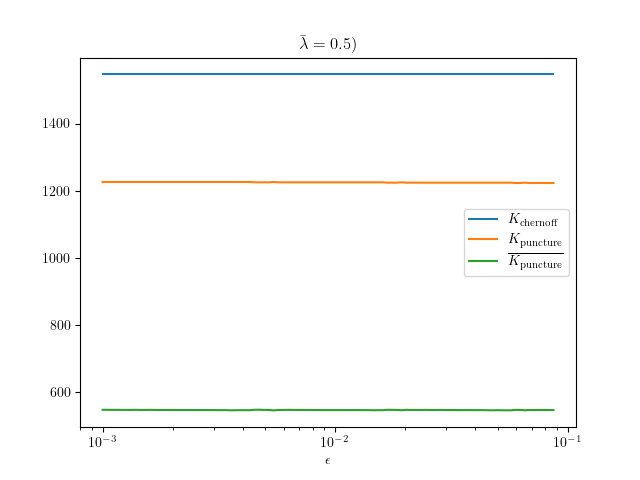 λ̄ = 0.5)
1400
1200
1000
800
600
K_chernoff
K_puncture
K̅_puncture
10^-3
10^-2
10^-1
ϵ